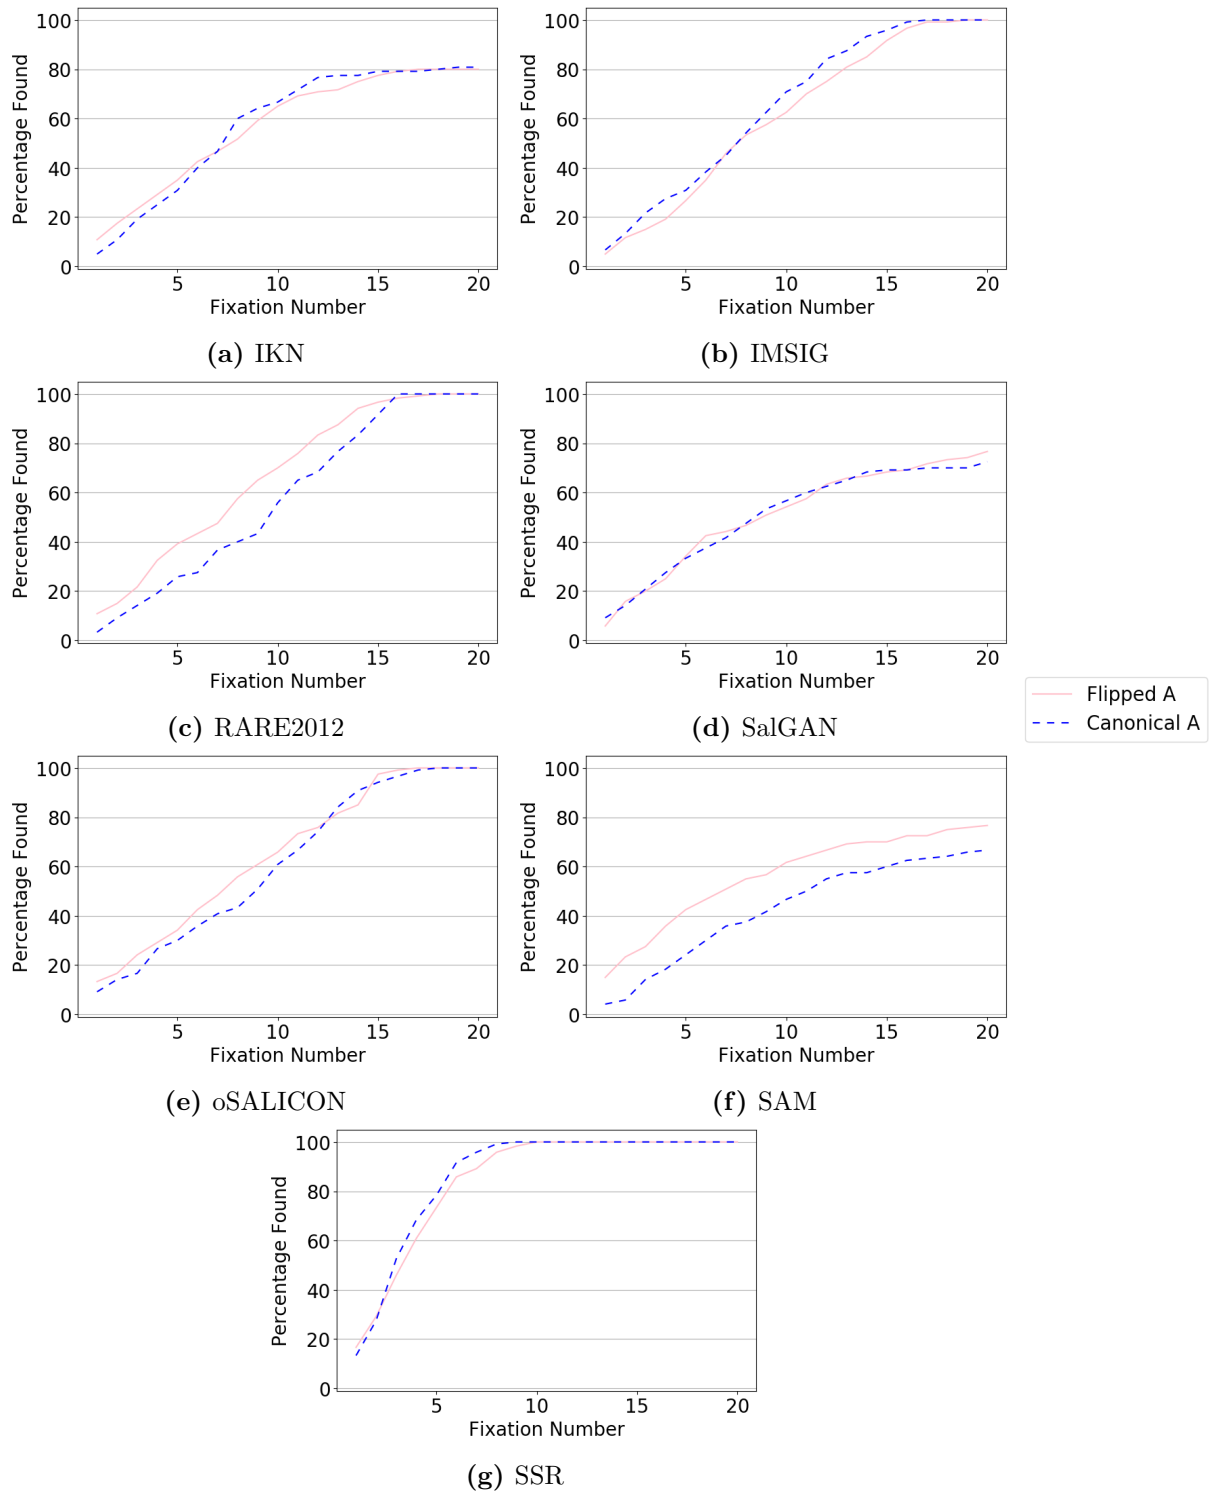 100
80
60
40
20
0
Percentage Found
5 10 15 20
Fixation Number
(a) IKN
100
80
60
40
20
0
Percentage Found
5 10 15 20
Fixation Number
(b) IMSIG
100
80
60
40
20
0
Percentage Found
5 10 15 20
Fixation Number
(c) RARE2012
100
80
60
40
20
0
Percentage Found
5 10 15 20
Fixation Number
(d) SalGAN
Flipped A
Canonical A
100
80
60
40
20
0
Percentage Found
5 10 15 20
Fixation Number
(e) oSALICON
100
80
60
40
20
0
Percentage Found
5 10 15 20
Fixation Number
(f) SAM
100
80
60
40
20
0
Percentage Found
5 10 15 20
Fixation Number
(g) SSR